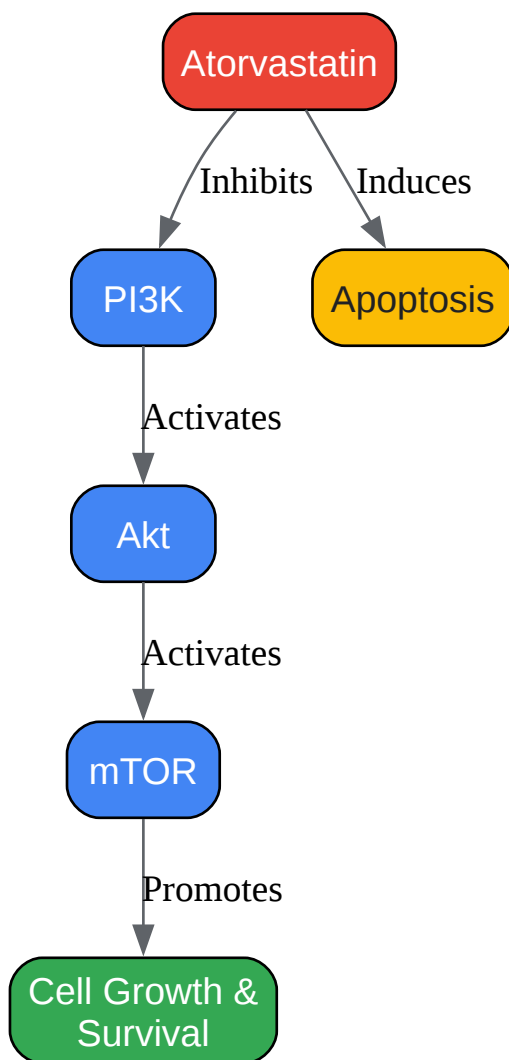 Atorvastatin
Inhibits
Induces
PI3K
Apoptosis
Activates
Akt
Activates
mTOR
Promotes
Cell Growth &
Survival